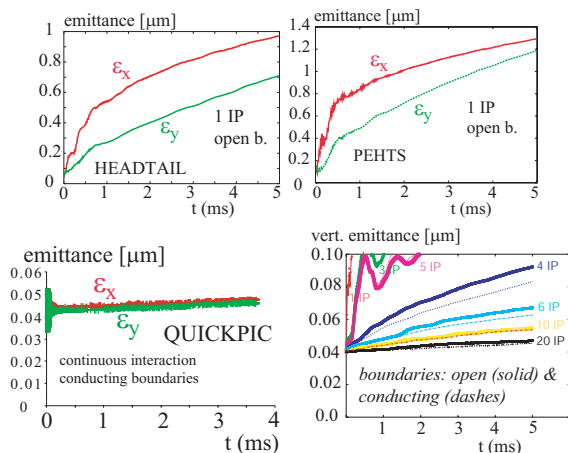 emittance [µm]
1
0.8
0.6
0.4
0.2
0
εx
εy
1 IP
open b.
HEADTAIL
0 1 2 3 4 5
t (ms)
emittance [µm]
1.4
1.2
1.0
0.8
0.6
0.4
0.2
0
εx
εy
1 IP
open b.
PEHTS
0 1 2 3 4 5
t (ms)
emittance [µm]
0.06
0.05
0.04
0.03
0.02
0.01
0
εx
εy
QUICKPIC
continuous interaction
conducting boundaries
0 1 2 3 4
t (ms)
vert. emittance [µm]
0.10
0.08
0.06
0.04
0.02
0.00
3 IP
5 IP
4 IP
6 IP
10 IP
20 IP
boundaries: open (solid) &
conducting (dashes)
0 1 2 3 4 5
t (ms)